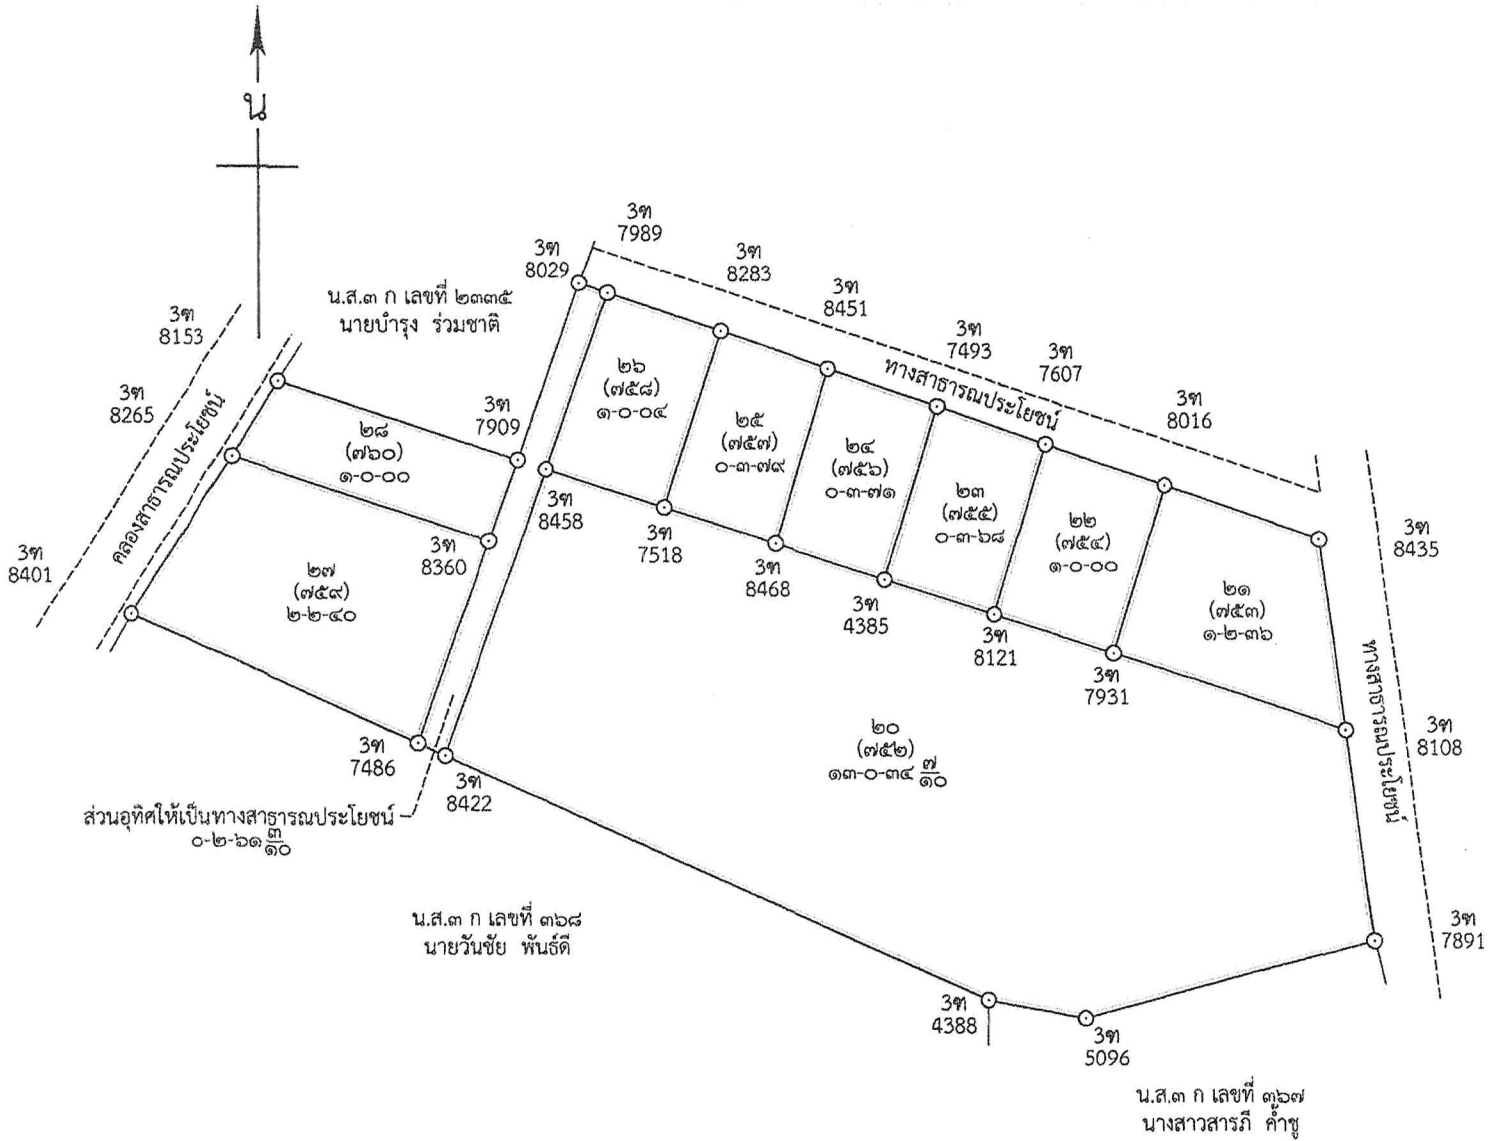 น
3ฑ
7989
3ฑ
8029
3ฑ
8283
3ฑ
8451
3ฑ
7493
3ฑ
7607
3ฑ
8016
น.ส.๓ ก เลขที่ ๒๓๓๕
นายบำรุง ร่วมชาติ
3ฑ
8153
3ฑ
8265
3ฑ
8401
คลองสาธารณประโยชน์
ทางสาธารณประโยชน์
๒๘
(๗๖๐)
๑-๐-๐๐
3ฑ
7909
๒๖
(๗๕๘)
๑-๐-๐๔
๒๕
(๗๕๗)
๐-๓-๗๙
๒๔
(๗๕๖)
๐-๓-๗๑
๒๓
(๗๕๕)
๐-๓-๖๘
๒๒
(๗๕๔)
๑-๐-๐๐
๒๑
(๗๕๓)
๑-๒-๓๖
3ฑ
8435
๒๗
(๗๕๙)
๒-๒-๔๐
3ฑ
8360
3ฑ
8458
3ฑ
7518
3ฑ
8468
3ฑ
4385
3ฑ
8121
3ฑ
7931
ทางสาธารณประโยชน์
3ฑ
8108
๒๐
(๗๕๒)
๑๓-๐-๓๔ ๗/๑๐
3ฑ
7486
3ฑ
8422
ส่วนอุทิศให้เป็นทางสาธารณประโยชน์
๐-๒-๖๑ ๓/๑๐
น.ส.๓ ก เลขที่ ๓๖๘
นายวันชัย พันธ์ดี
3ฑ
7891
3ฑ
4388
3ฑ
5096
น.ส.๓ ก เลขที่ ๓๖๗
นางสาวสารภี ค้ำชู